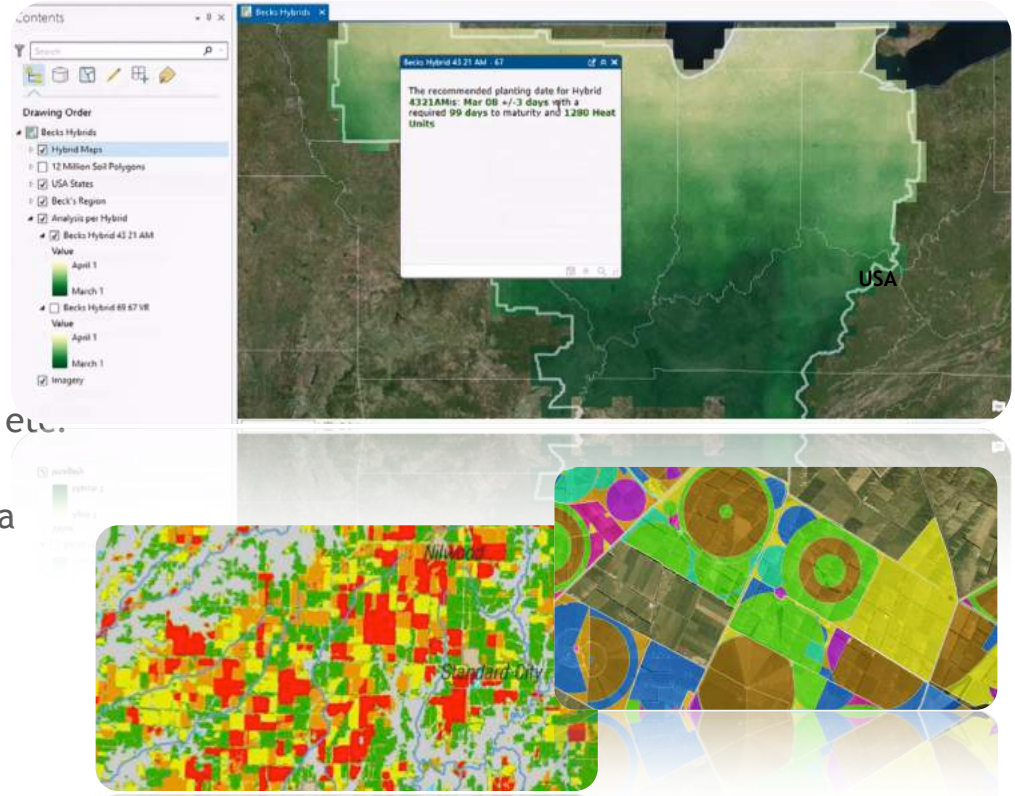 Contents
Becks Hybrids
Search
Drawing Order
Becks Hybrids
Hybrid Maps
12 Million Soil Polygons
USA States
Beck's Region
Analysis per Hybrid
Becks Hybrid 43 21 AM
Value
April 1
March 1
Becks Hybrid 69 67 VR
Value
April 1
March 1
Imagery
Becks Hybrid 43 21 AM - 67
The recommended planting date for Hybrid
4321AMis: Mar 08 +/-3 days with a
required 99 days to maturity and 1280 Heat
Units
USA
etc.
a
Nilwood
Standard City